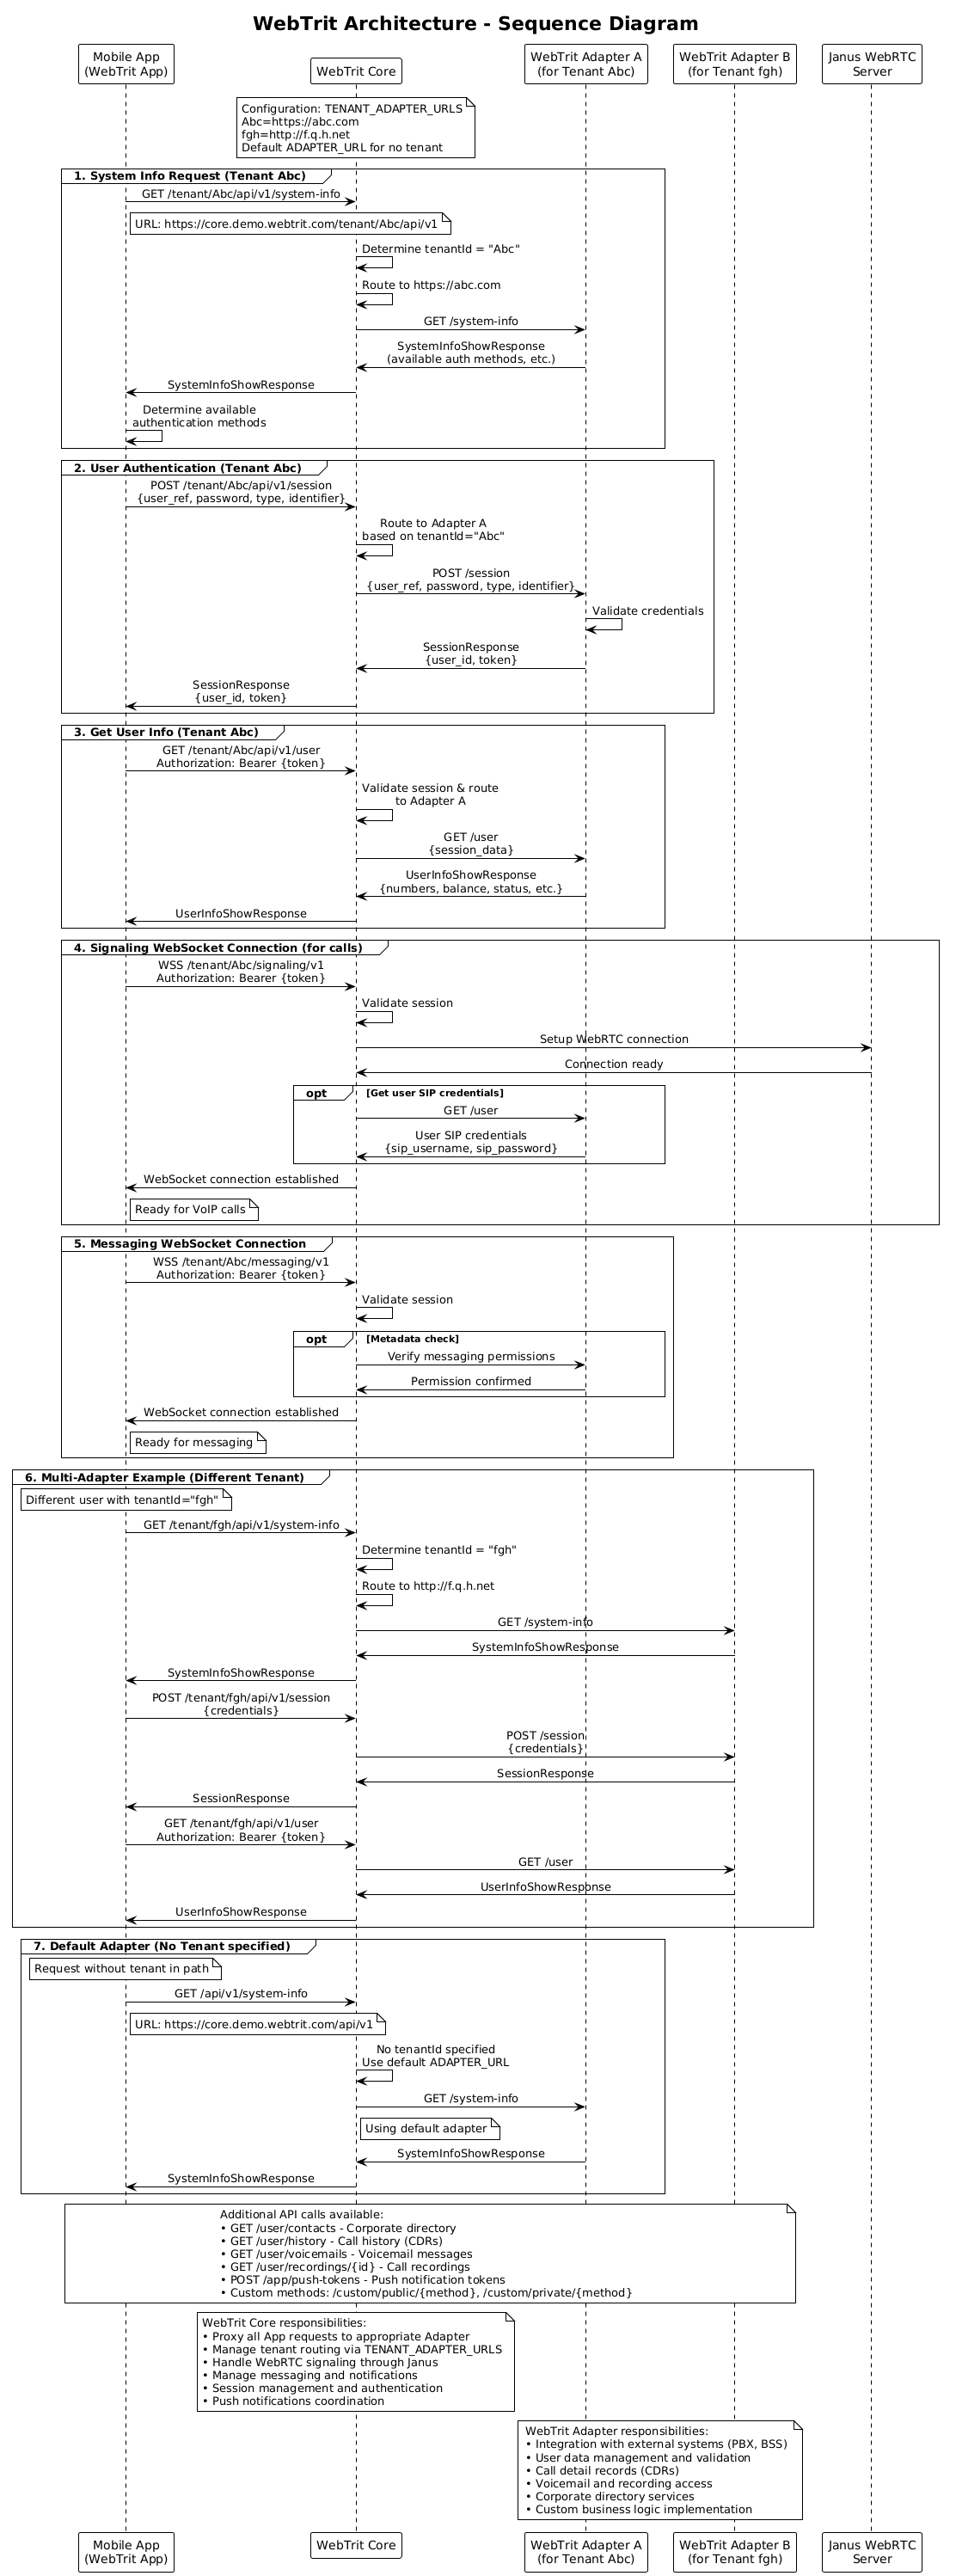 WebTrit Architecture - Sequence Diagram
Mobile App
(WebTrit App)
WebTrit Core
WebTrit Adapter A
(for Tenant Abc)
WebTrit Adapter B
(for Tenant fgh)
Janus WebRTC
Server
Configuration: TENANT_ADAPTER_URLS
Abc=https://abc.com
fgh=http://f.q.h.net
Default ADAPTER_URL for no tenant
1. System Info Request (Tenant Abc)
GET /tenant/Abc/api/v1/system-info
URL: https://core.demo.webtrit.com/tenant/Abc/api/v1
Determine tenantId = "Abc"
Route to https://abc.com
GET /system-info
SystemInfoShowResponse
(available auth methods, etc.)
SystemInfoShowResponse
Determine available
authentication methods
2. User Authentication (Tenant Abc)
POST /tenant/Abc/api/v1/session
{user_ref, password, type, identifier}
Route to Adapter A
based on tenantId="Abc"
POST /session
{user_ref, password, type, identifier}
Validate credentials
SessionResponse
{user_id, token}
SessionResponse
{user_id, token}
3. Get User Info (Tenant Abc)
GET /tenant/Abc/api/v1/user
Authorization: Bearer {token}
Validate session & route
to Adapter A
GET /user
{session_data}
UserInfoShowResponse
{numbers, balance, status, etc.}
UserInfoShowResponse
4. Signaling WebSocket Connection (for calls)
WSS /tenant/Abc/signaling/v1
Authorization: Bearer {token}
Validate session
Setup WebRTC connection
Connection ready
opt [Get user SIP credentials]
GET /user
User SIP credentials
{sip_username, sip_password}
WebSocket connection established
Ready for VoIP calls
5. Messaging WebSocket Connection
WSS /tenant/Abc/messaging/v1
Authorization: Bearer {token}
Validate session
opt [Metadata check]
Verify messaging permissions
Permission confirmed
WebSocket connection established
Ready for messaging
6. Multi-Adapter Example (Different Tenant)
Different user with tenantId="fgh"
GET /tenant/fgh/api/v1/system-info
Determine tenantId = "fgh"
Route to http://f.q.h.net
GET /system-info
SystemInfoShowResponse
SystemInfoShowResponse
POST /tenant/fgh/api/v1/session
{credentials}
POST /session
{credentials}
SessionResponse
SessionResponse
GET /tenant/fgh/api/v1/user
Authorization: Bearer {token}
GET /user
UserInfoShowResponse
UserInfoShowResponse
7. Default Adapter (No Tenant specified)
Request without tenant in path
GET /api/v1/system-info
URL: https://core.demo.webtrit.com/api/v1
No tenantId specified
Use default ADAPTER_URL
GET /system-info
Using default adapter
SystemInfoShowResponse
SystemInfoShowResponse
Additional API calls available:
• GET /user/contacts - Corporate directory
• GET /user/history - Call history (CDRs)
• GET /user/voicemails - Voicemail messages
• GET /user/recordings/{id} - Call recordings
• POST /app/push-tokens - Push notification tokens
• Custom methods: /custom/public/{method}, /custom/private/{method}
WebTrit Core responsibilities:
• Proxy all App requests to appropriate Adapter
• Manage tenant routing via TENANT_ADAPTER_URLS
• Handle WebRTC signaling through Janus
• Manage messaging and notifications
• Session management and authentication
• Push notifications coordination
WebTrit Adapter responsibilities:
• Integration with external systems (PBX, BSS)
• User data management and validation
• Call detail records (CDRs)
• Voicemail and recording access
• Corporate directory services
• Custom business logic implementation
Mobile App
(WebTrit App)
WebTrit Core
WebTrit Adapter A
(for Tenant Abc)
WebTrit Adapter B
(for Tenant fgh)
Janus WebRTC
Server